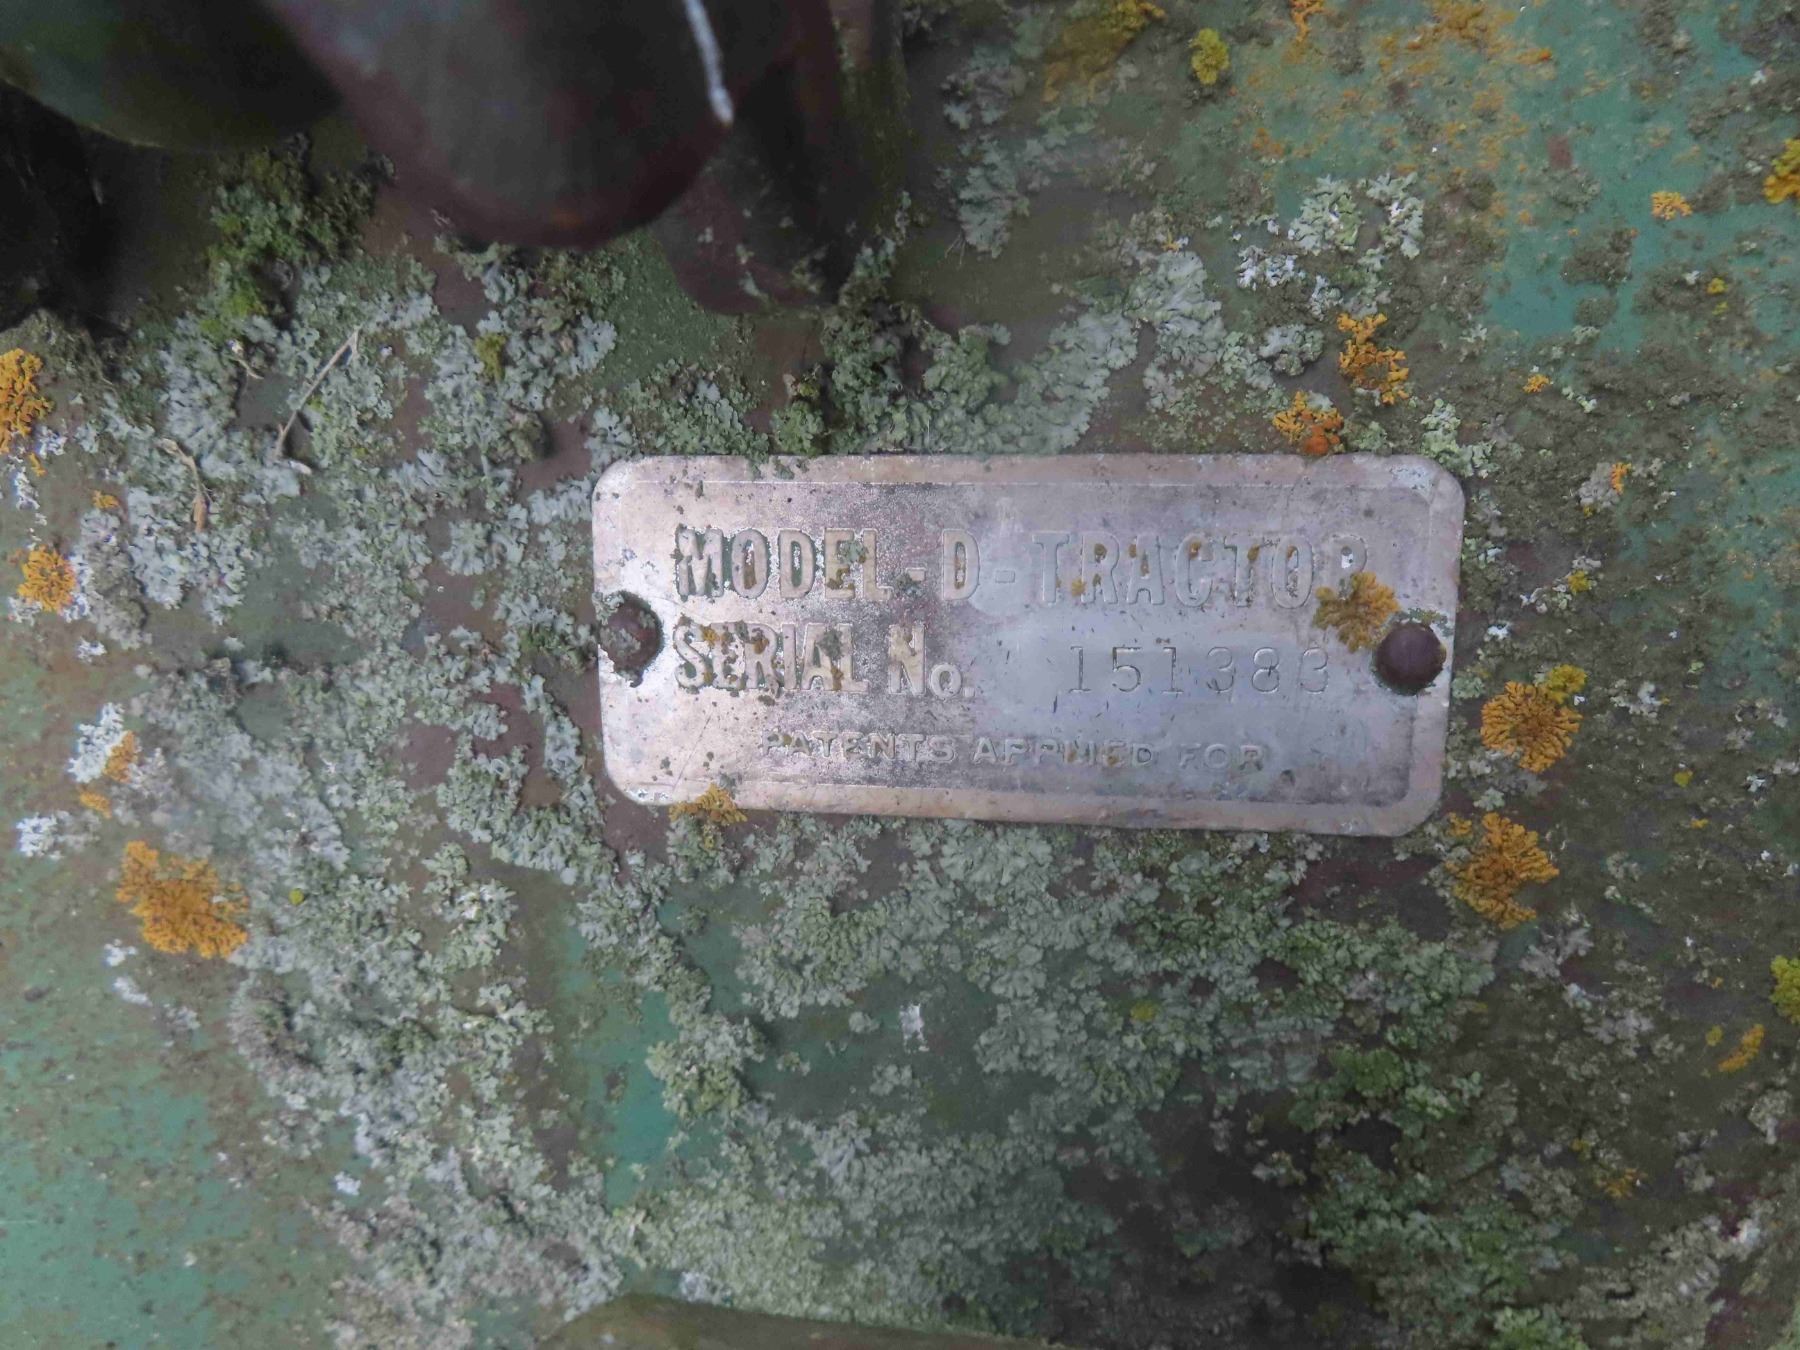 MODEL-D-TRACTOR
SERIAL No. 151383
PATENTS APPLIED FOR